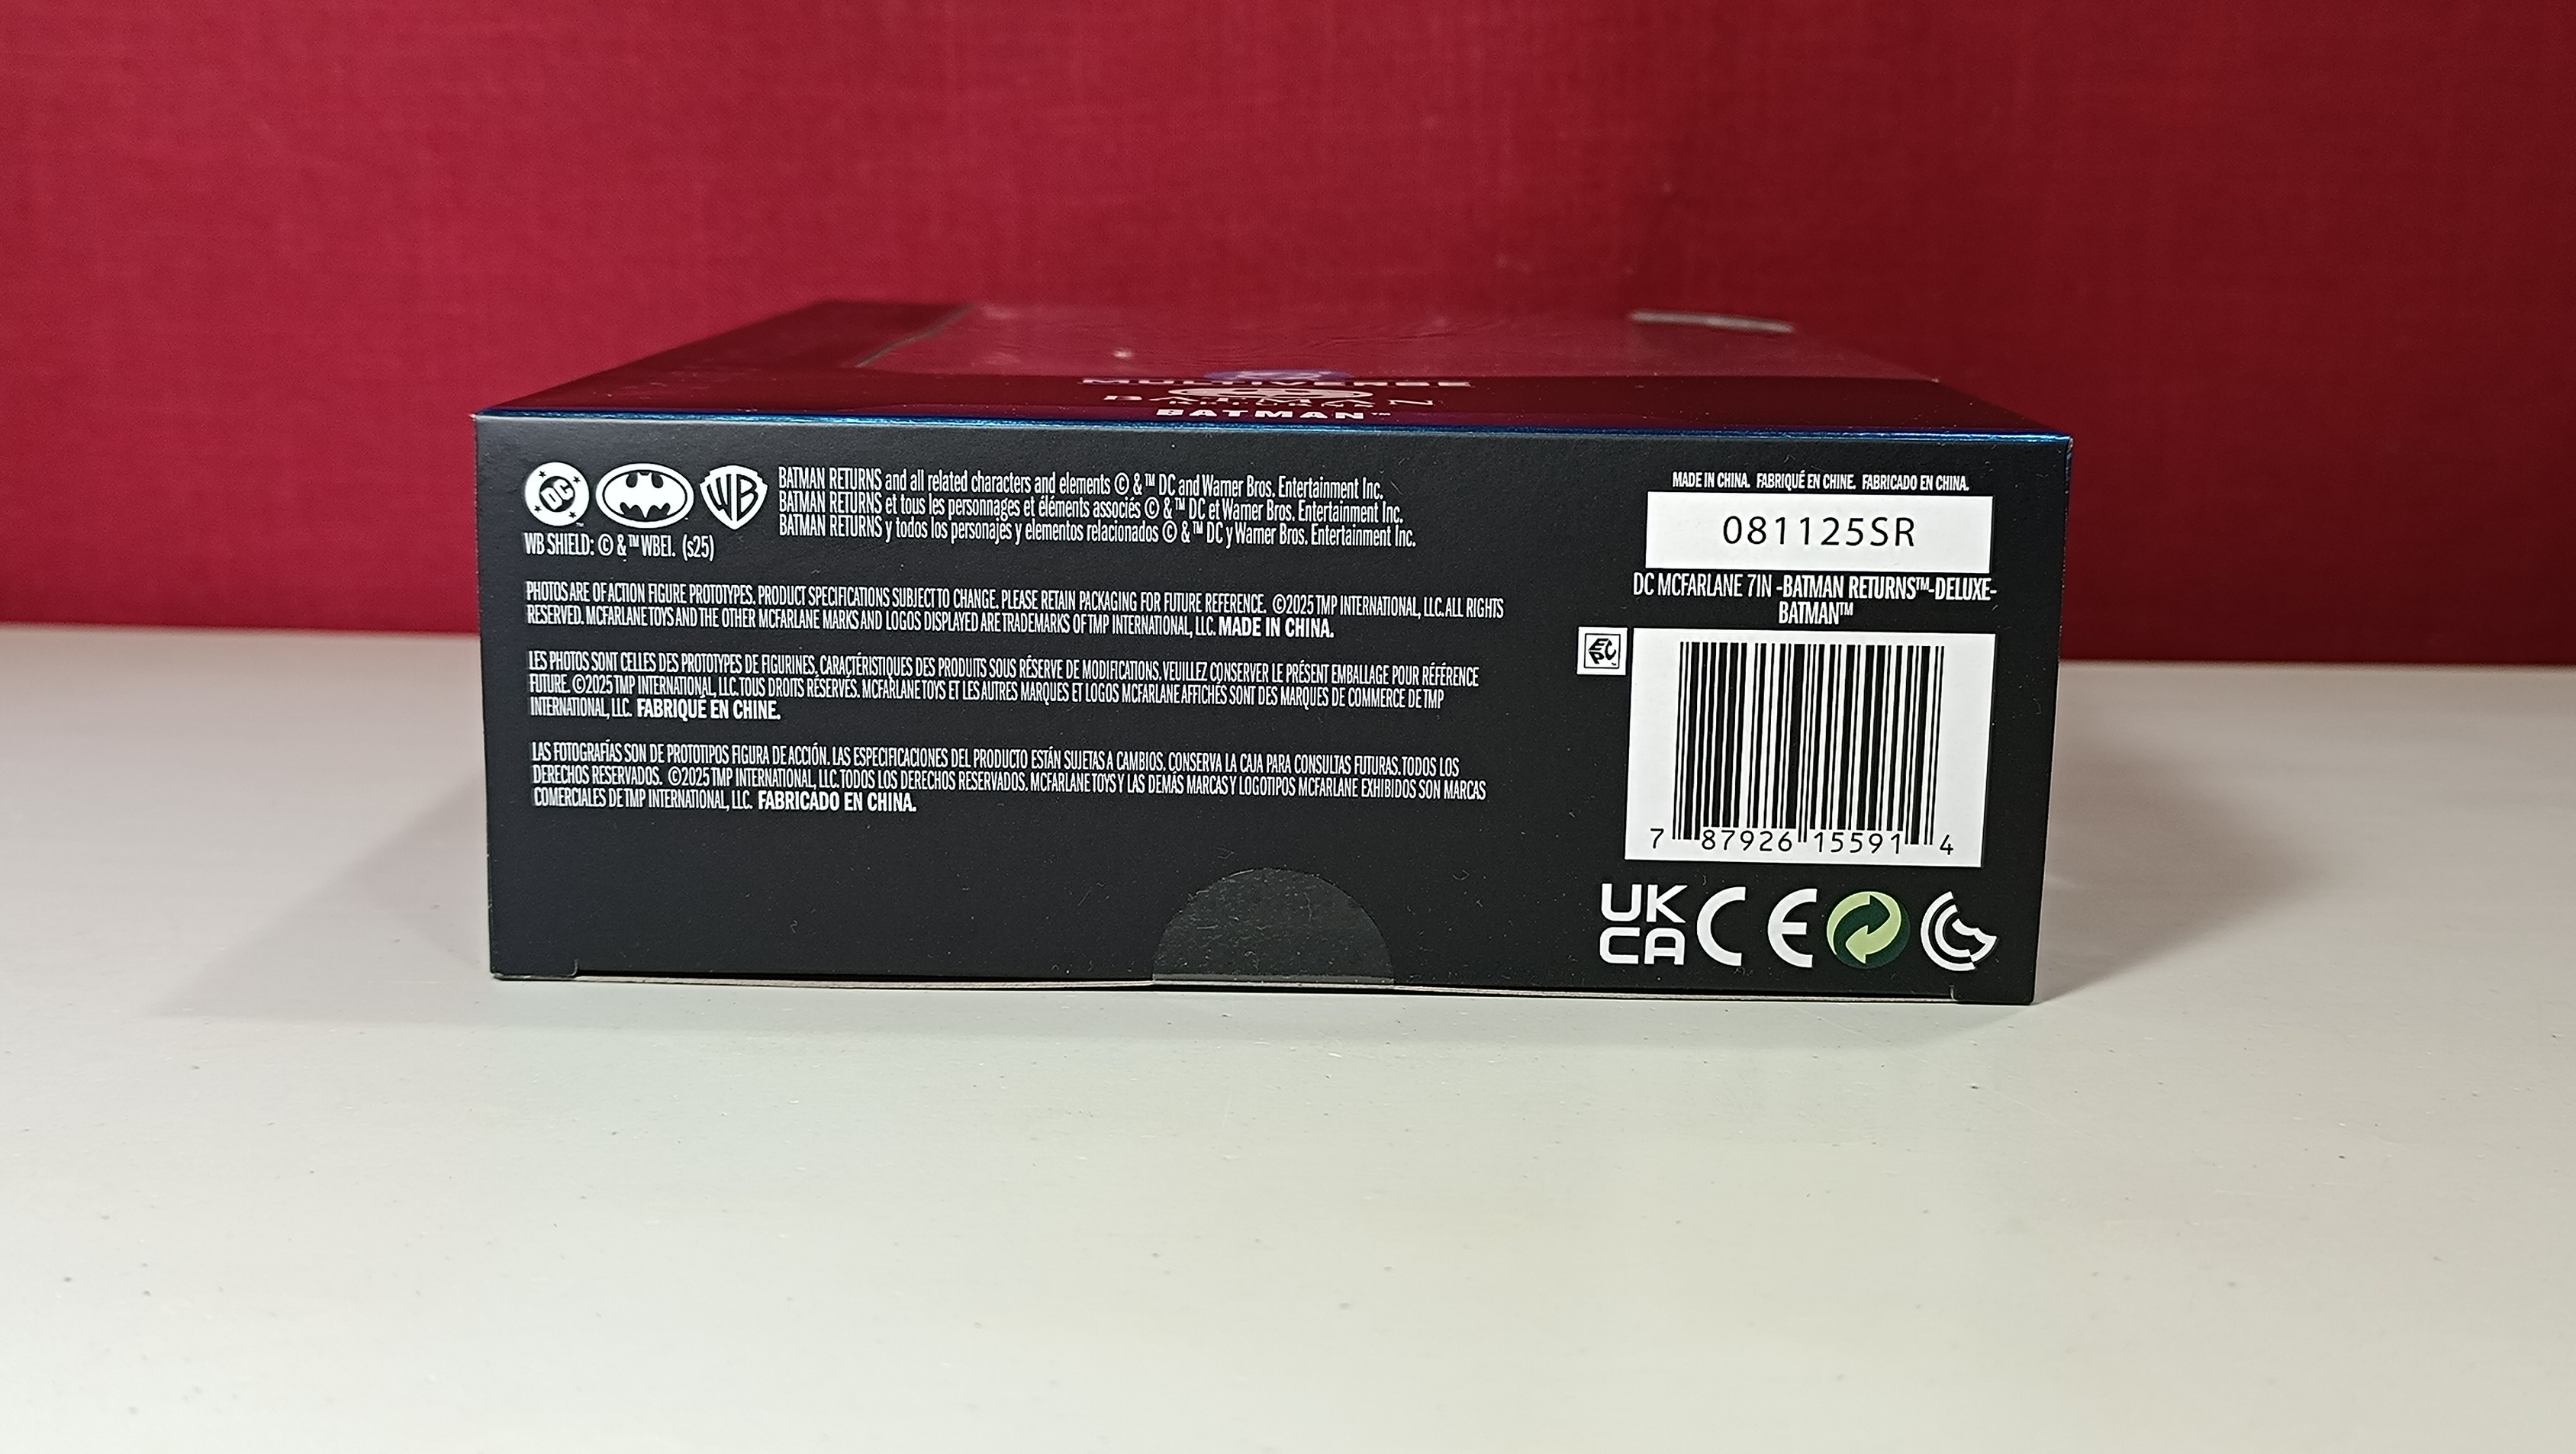 MULTIVERSE
BATMAN
RETURNS
BATMAN™
DC
WB
WB SHIELD: © & ™ WBEI. (s25)
BATMAN RETURNS and all related characters and elements © & ™ DC and Warner Bros. Entertainment Inc.
BATMAN RETURNS et tous les personnages et éléments associés © & ™ DC et Warner Bros. Entertainment Inc.
BATMAN RETURNS y todos los personajes y elementos relacionados © & ™ DC y Warner Bros. Entertainment Inc.
PHOTOS ARE OF ACTION FIGURE PROTOTYPES. PRODUCT SPECIFICATIONS SUBJECT TO CHANGE. PLEASE RETAIN PACKAGING FOR FUTURE REFERENCE. ©2025 TMP INTERNATIONAL, LLC. ALL RIGHTS
RESERVED. MCFARLANE TOYS AND THE OTHER MCFARLANE MARKS AND LOGOS DISPLAYED ARE TRADEMARKS OF TMP INTERNATIONAL, LLC. MADE IN CHINA.
LES PHOTOS SONT CELLES DES PROTOTYPES DE FIGURINES, CARACTÉRISTIQUES DES PRODUITS SOUS RÉSERVE DE MODIFICATIONS. VEUILLEZ CONSERVER LE PRÉSENT EMBALLAGE POUR RÉFÉRENCE
FUTURE. ©2025 TMP INTERNATIONAL, LLC. TOUS DROITS RÉSERVÉS. MCFARLANE TOYS ET LES AUTRES MARQUES ET LOGOS MCFARLANE AFFICHÉS SONT DES MARQUES DE COMMERCE DE TMP
INTERNATIONAL, LLC. FABRIQUÉ EN CHINE.
LAS FOTOGRAFÍAS SON DE PROTOTIPOS FIGURA DE ACCIÓN. LAS ESPECIFICACIONES DEL PRODUCTO ESTÁN SUJETAS A CAMBIOS. CONSERVA LA CAJA PARA CONSULTAS FUTURAS. TODOS LOS
DERECHOS RESERVADOS. ©2025 TMP INTERNATIONAL, LLC. TODOS LOS DERECHOS RESERVADOS. MCFARLANE TOYS Y LAS DEMÁS MARCAS Y LOGOTIPOS MCFARLANE EXHIBIDOS SON MARCAS
COMERCIALES DE TMP INTERNATIONAL, LLC. FABRICADO EN CHINA.
MADE IN CHINA. FABRIQUÉ EN CHINE. FABRICADO EN CHINA.
081125SR
DC MCFARLANE 7IN -BATMAN RETURNS™-DELUXE-
BATMAN™
EPC
7 87926 15591 4
UK
CA
CE